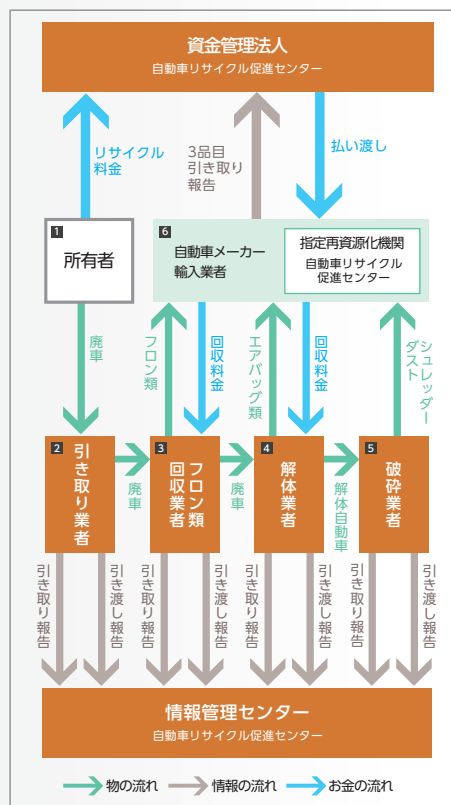 資金管理法人
自動車リサイクル促進センター
リサイクル
料金
3品目
引き取り
報告
払い渡し
1
所有者
6
自動車メーカー
輸入業者
指定再資源化機関
自動車リサイクル
促進センター
廃車
フロン類
回収料金
エアバッグ類
回収料金
シュレッダー
ダスト
2
引き取り業者
廃車
3
フロン類
回収業者
廃車
4
解体業者
解体自動車
5
破砕業者
引き取り報告
引き渡し報告
引き取り報告
引き渡し報告
引き取り報告
引き渡し報告
引き取り報告
引き渡し報告
情報管理センター
自動車リサイクル促進センター
物の流れ
情報の流れ
お金の流れ